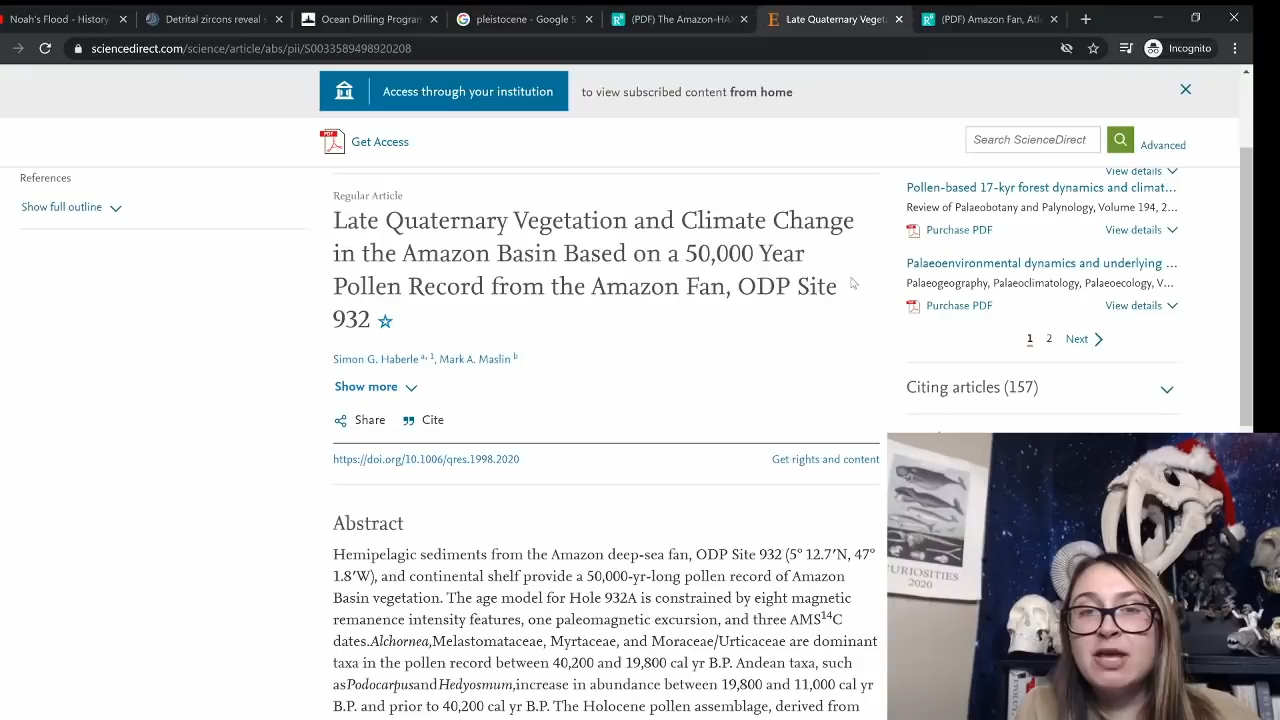 Noah's Flood - History
Detrital zircons reveal s
Ocean Drilling Progra
pleistocene - Google S
(PDF) The Amazon-HA
Late Quaternary Veget
(PDF) Amazon Fan, Atl
sciencedirect.com/science/article/abs/pii/S0033589498920208
Incognito
Access through your institution
to view subscribed content from home
Get Access
Search ScienceDirect
Advanced
References
Show full outline
Regular Article
Late Quaternary Vegetation and Climate Change
in the Amazon Basin Based on a 50,000 Year
Pollen Record from the Amazon Fan, ODP Site
932
Simon G. Haberle a, 1, Mark A. Maslin b
Show more
Share
Cite
https://doi.org/10.1006/qres.1998.2020
Get rights and content
Abstract
Hemipelagic sediments from the Amazon deep-sea fan, ODP Site 932 (5° 12.7′N, 47°
1.8′W), and continental shelf provide a 50,000-yr-long pollen record of Amazon
Basin vegetation. The age model for Hole 932A is constrained by eight magnetic
remanence intensity features, one paleomagnetic excursion, and three AMS14C
dates.Alchornea,Melastomataceae, Myrtaceae, and Moraceae/Urticaceae are dominant
taxa in the pollen record between 40,200 and 19,800 cal yr B.P. Andean taxa, such
asPodocarpusandHedyosmum,increase in abundance between 19,800 and 11,000 cal yr
B.P. and prior to 40,200 cal yr B.P. The Holocene pollen assemblage, derived from
View details
Pollen-based 17-kyr forest dynamics and climat...
Review of Palaeobotany and Palynology, Volume 194, 2...
Purchase PDF
View details
Palaeoenvironmental dynamics and underlying ...
Palaeogeography, Palaeoclimatology, Palaeoecology, V...
Purchase PDF
View details
1 2 Next
Citing articles (157)
CURIOSITIES
2020